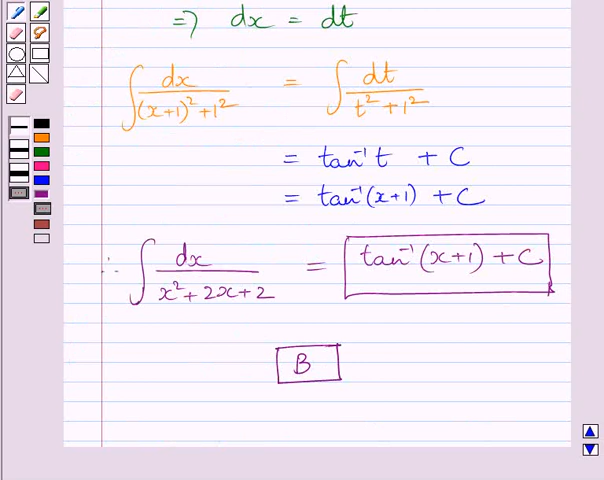 => dx = dt
∫ dx/((x+1)² + 1²) = ∫ dt/(t² + 1²)
= tan⁻¹ t + C
= tan⁻¹(x+1) + C
∴ ∫ dx/(x² + 2x + 2) = tan⁻¹(x+1) + C
B